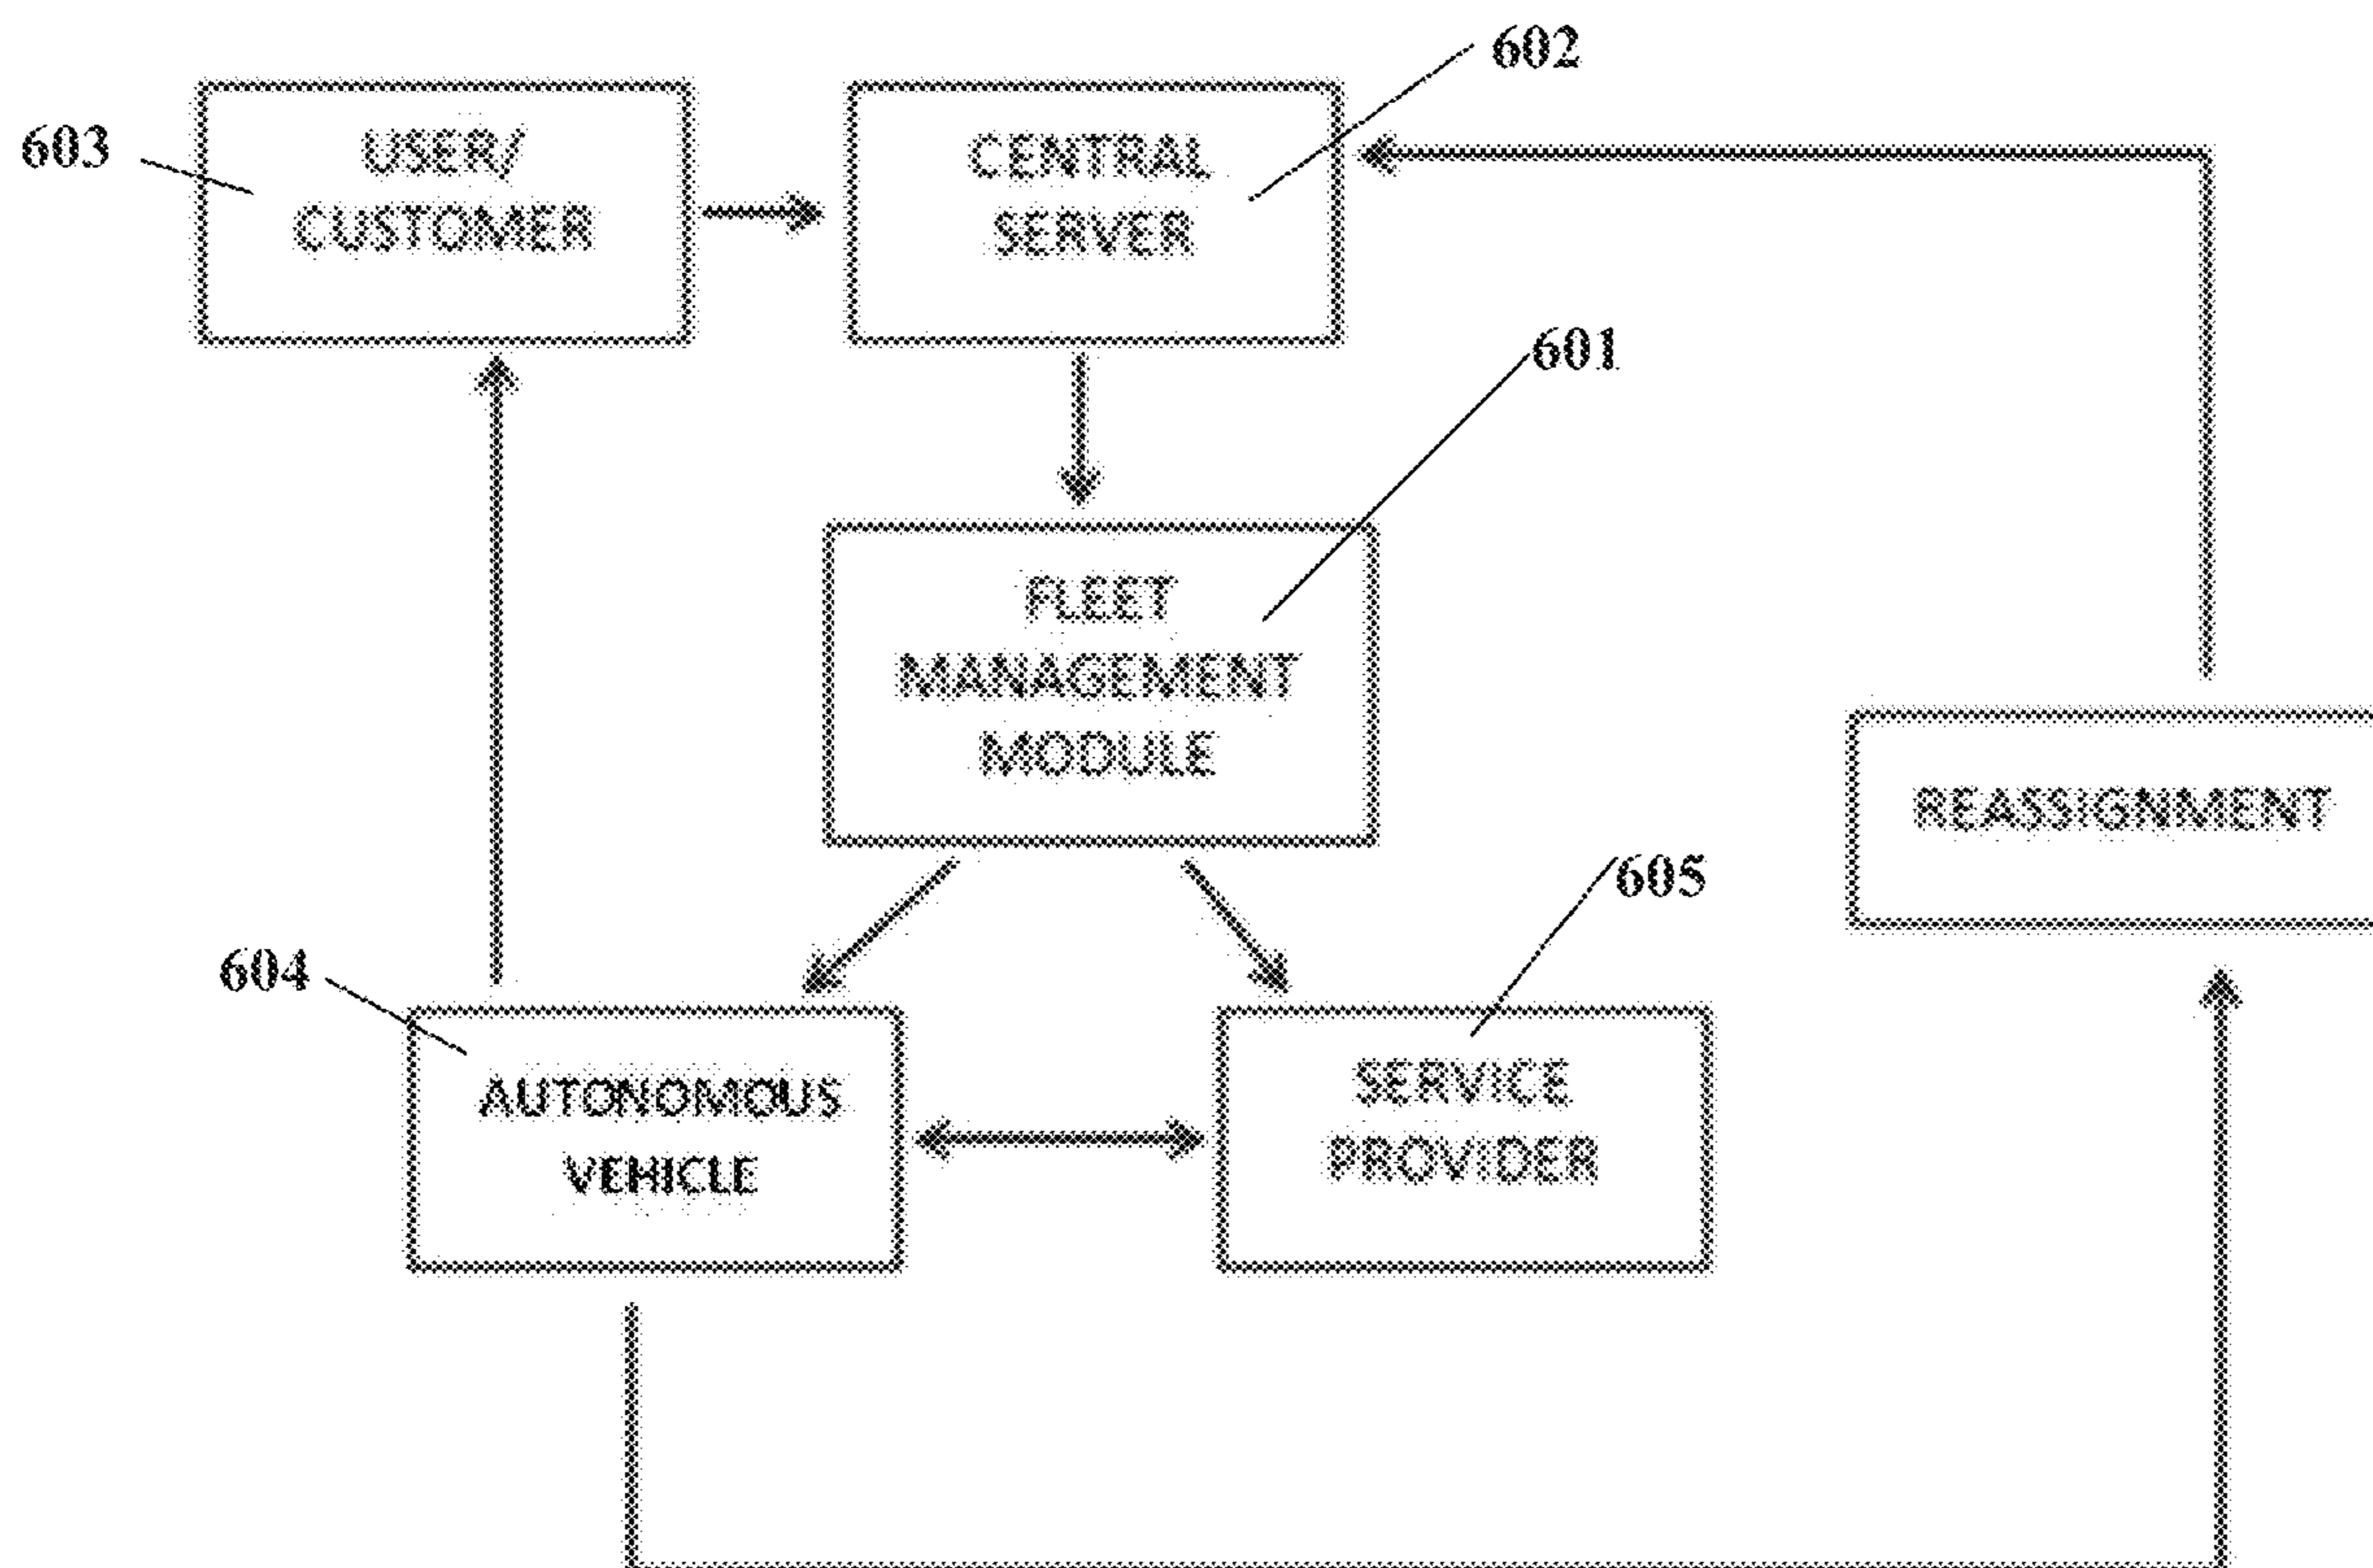 602
603
USER/
CUSTOMER
CENTRAL
SERVER
601
FLEET
MANAGEMENT
MODULE
REASSIGNMENT
605
604
AUTONOMOUS
VEHICLE
SERVICE
PROVIDER